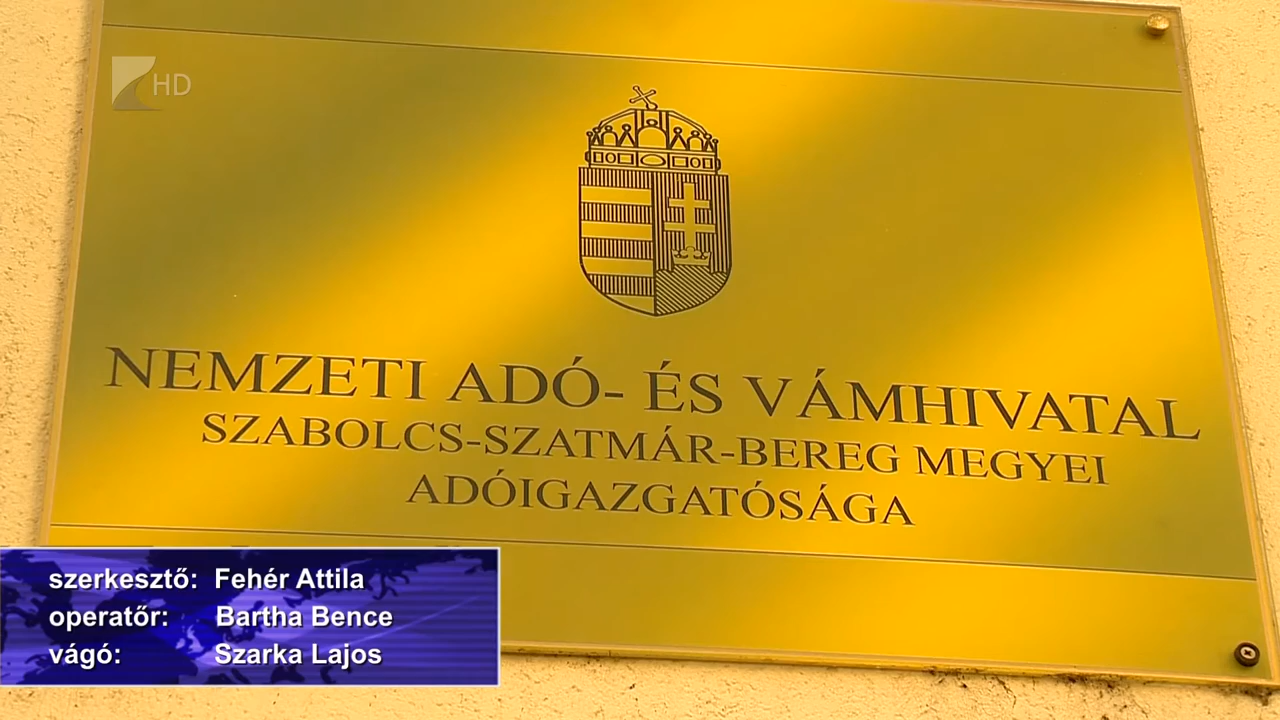 HD
NEMZETI ADÓ- ÉS VÁMHIVATAL
SZABOLCS-SZATMÁR-BEREG MEGYEI
ADÓIGAZGATÓSÁGA
szerkesztő: Fehér Attila
operatőr: Bartha Bence
vágó: Szarka Lajos